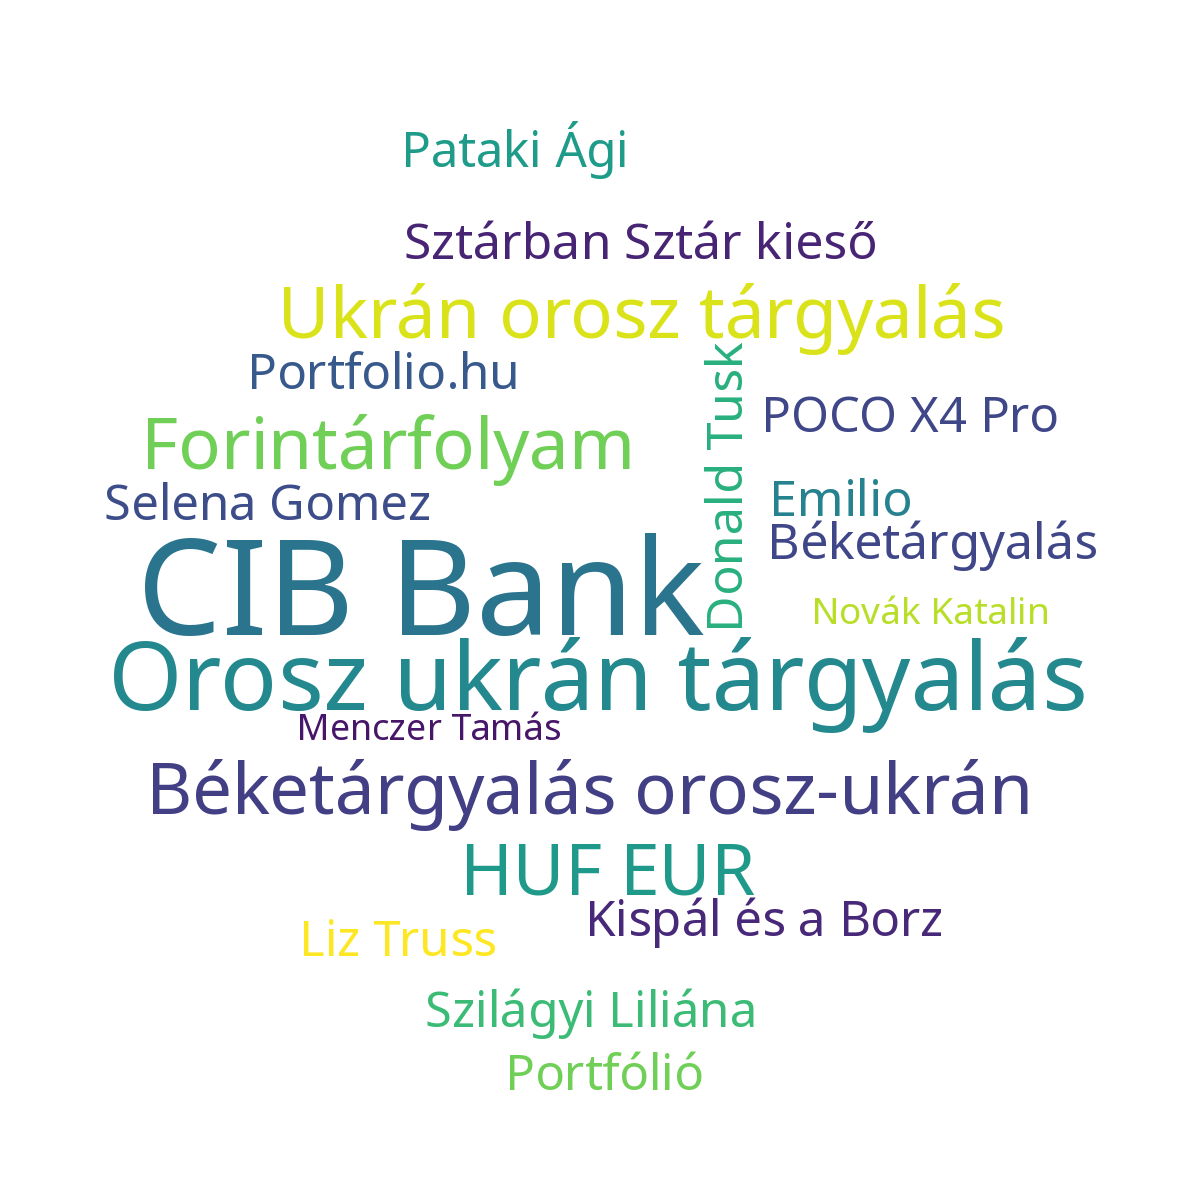 Pataki Ági
Sztárban Sztár kieső
Ukrán orosz tárgyalás
Portfolio.hu
Donald Tusk
POCO X4 Pro
Forintárfolyam
Selena Gomez
Emilio
Béketárgyalás
CIB Bank
Novák Katalin
Orosz ukrán tárgyalás
Menczer Tamás
Béketárgyalás orosz-ukrán
HUF EUR
Kispál és a Borz
Liz Truss
Szilágyi Liliána
Portfólió